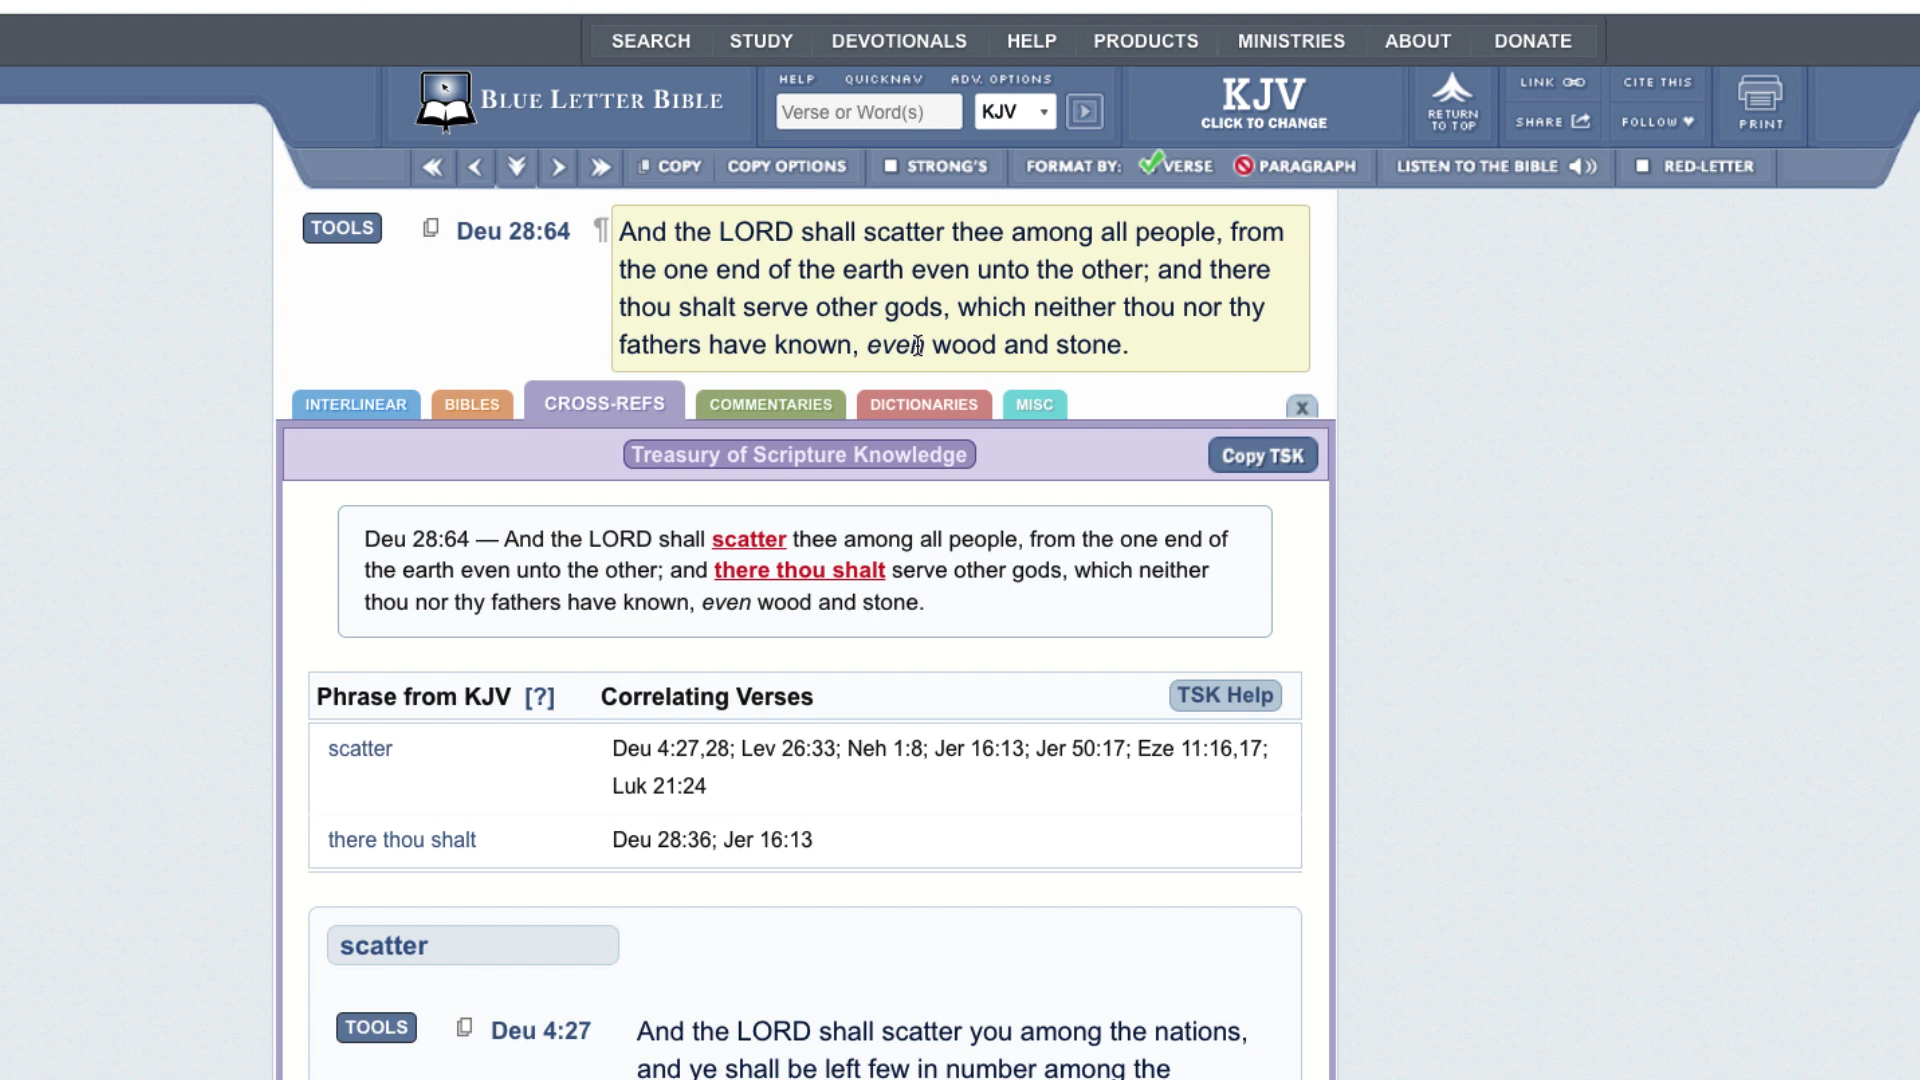 SEARCH STUDY DEVOTIONALS HELP PRODUCTS MINISTRIES ABOUT DONATE
HELP QUICKNAV ADV. OPTIONS
BLUE LETTER BIBLE
Verse or Word(s) KJV
KJV
CLICK TO CHANGE
RETURN
TO TOP
LINK CITE THIS
SHARE FOLLOW
PRINT
COPY COPY OPTIONS STRONG'S FORMAT BY: VERSE PARAGRAPH LISTEN TO THE BIBLE RED-LETTER
TOOLS Deu 28:64 ¶ And the LORD shall scatter thee among all people, from
the one end of the earth even unto the other; and there
thou shalt serve other gods, which neither thou nor thy
fathers have known, even wood and stone.
INTERLINEAR BIBLES CROSS-REFS COMMENTARIES DICTIONARIES MISC x
Treasury of Scripture Knowledge Copy TSK
Deu 28:64 — And the LORD shall scatter thee among all people, from the one end of
the earth even unto the other; and there thou shalt serve other gods, which neither
thou nor thy fathers have known, even wood and stone.
Phrase from KJV [?] Correlating Verses TSK Help
scatter Deu 4:27,28; Lev 26:33; Neh 1:8; Jer 16:13; Jer 50:17; Eze 11:16,17;
Luk 21:24
there thou shalt Deu 28:36; Jer 16:13
scatter
TOOLS Deu 4:27 And the LORD shall scatter you among the nations,
and ye shall be left few in number among the